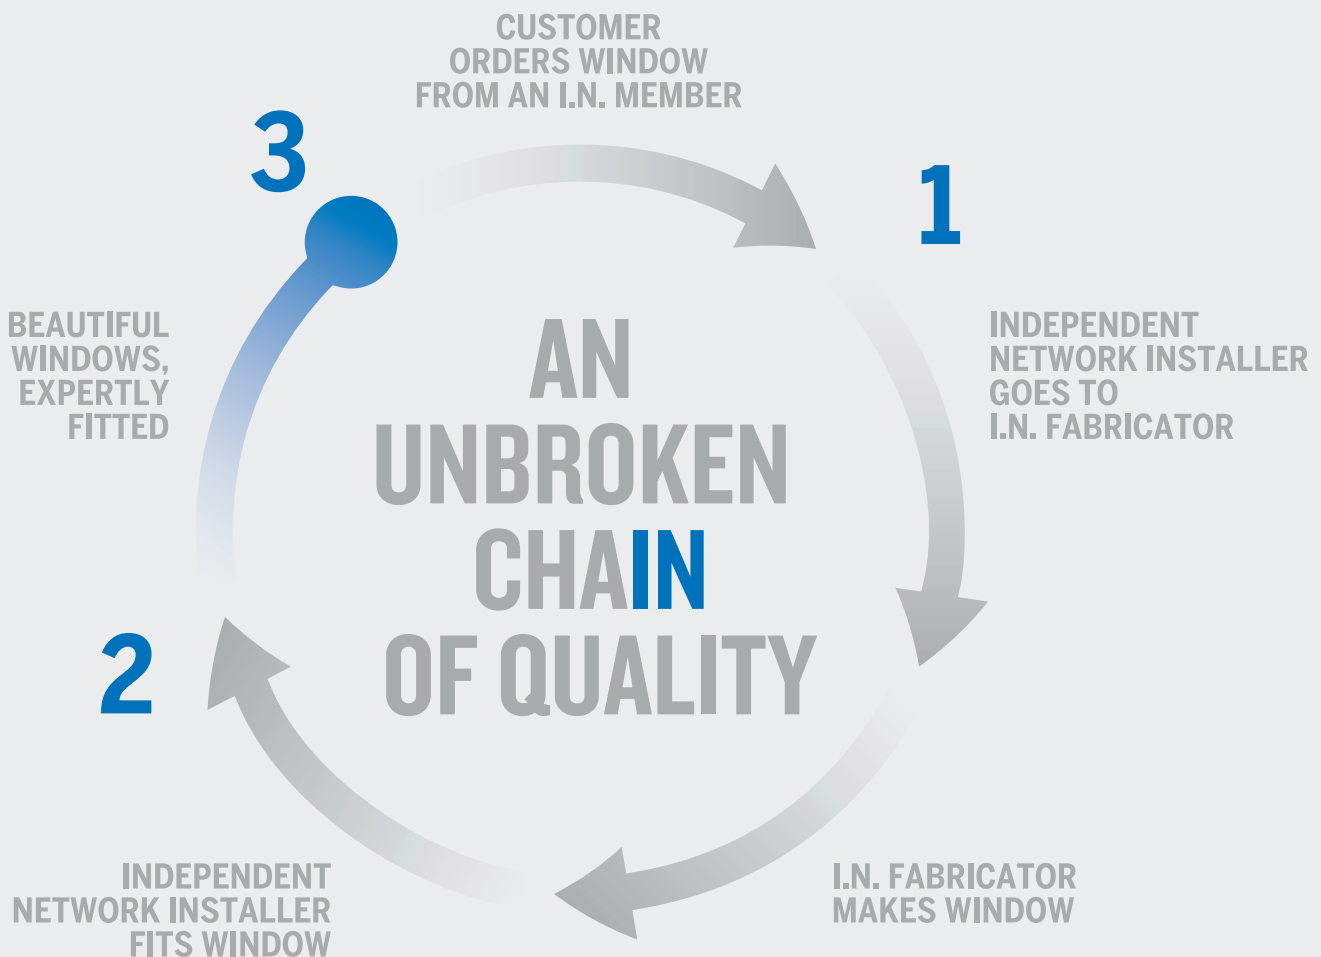 CUSTOMER
ORDERS WINDOW
FROM AN I.N. MEMBER
1
INDEPENDENT
NETWORK INSTALLER
GOES TO
I.N. FABRICATOR
I.N. FABRICATOR
MAKES WINDOW
INDEPENDENT
NETWORK INSTALLER
FITS WINDOW
2
BEAUTIFUL
WINDOWS,
EXPERTLY
FITTED
3
AN
UNBROKEN
CHAIN
OF QUALITY